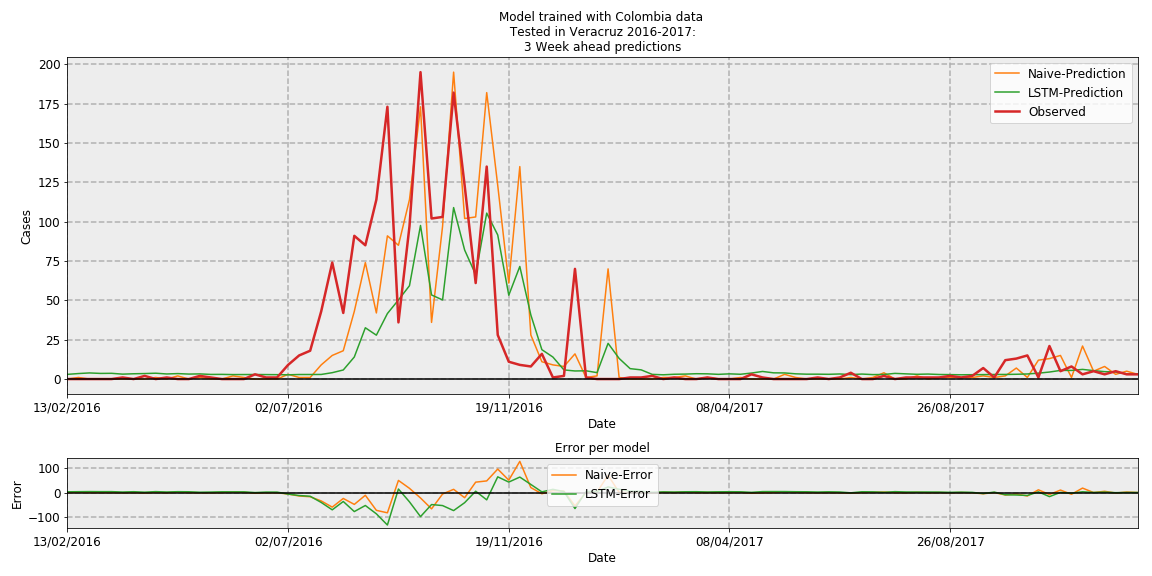 Model trained with Colombia data
Tested in Veracruz 2016-2017:
3 Week ahead predictions
200
175
150
125
100
75
50
25
0
Cases
Naive-Prediction
LSTM-Prediction
Observed
13/02/2016 02/07/2016 19/11/2016 08/04/2017 26/08/2017
Date
Error per model
100
0
−100
Error
Naive-Error
LSTM-Error
13/02/2016 02/07/2016 19/11/2016 08/04/2017 26/08/2017
Date